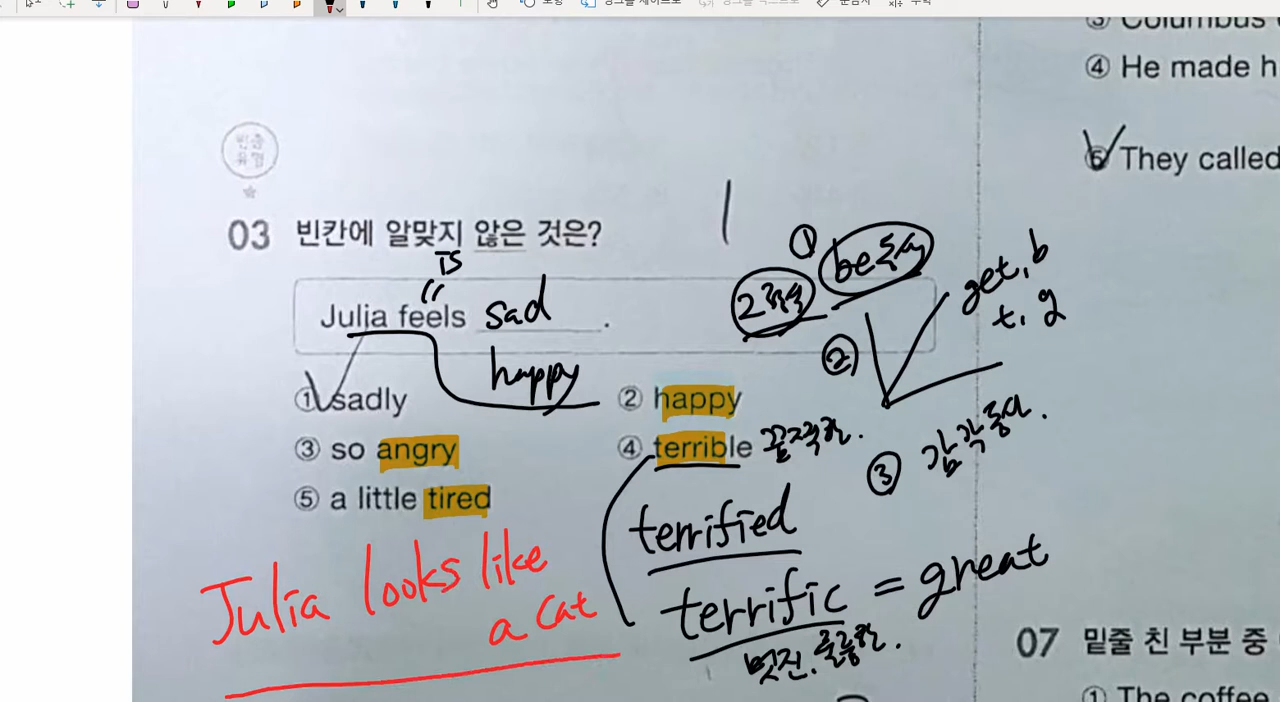 ③ Columbus
④ He made h
⑤ They called
빈출
유형
03 빈칸에 알맞지 않은 것은?
is
Julia feels sad .
happy
① sadly
② happy
③ so angry
④ terrible 끔찍한.
⑤ a little tired
① be동사
2형식
②
get, b
t, g
③ 감각동사.
terrified
terrific = great
멋진. 훌륭한.
Julia looks like
a cat
07 밑줄 친 부분 중
① The coffee